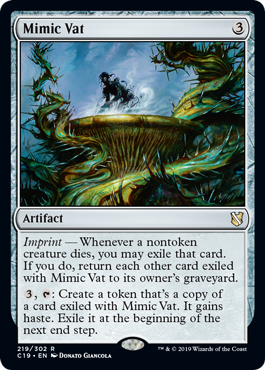 Mimic Vat 3
Artifact
Imprint — Whenever a nontoken
creature dies, you may exile that card.
If you do, return each other card exiled
with Mimic Vat to its owner's graveyard.
3, : Create a token that's a copy of
a card exiled with Mimic Vat. It gains
haste. Exile it at the beginning of the
next end step.
219/302 R
C19 • EN Donato Giancola ™ & © 2019 Wizards of the Coast